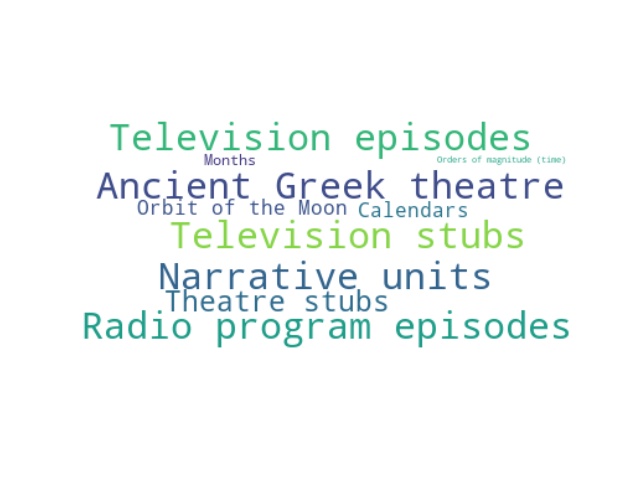 Television episodes
Months
Orders of magnitude (time)
Ancient Greek theatre
Orbit of the Moon
Calendars
Television stubs
Narrative units
Theatre stubs
Radio program episodes